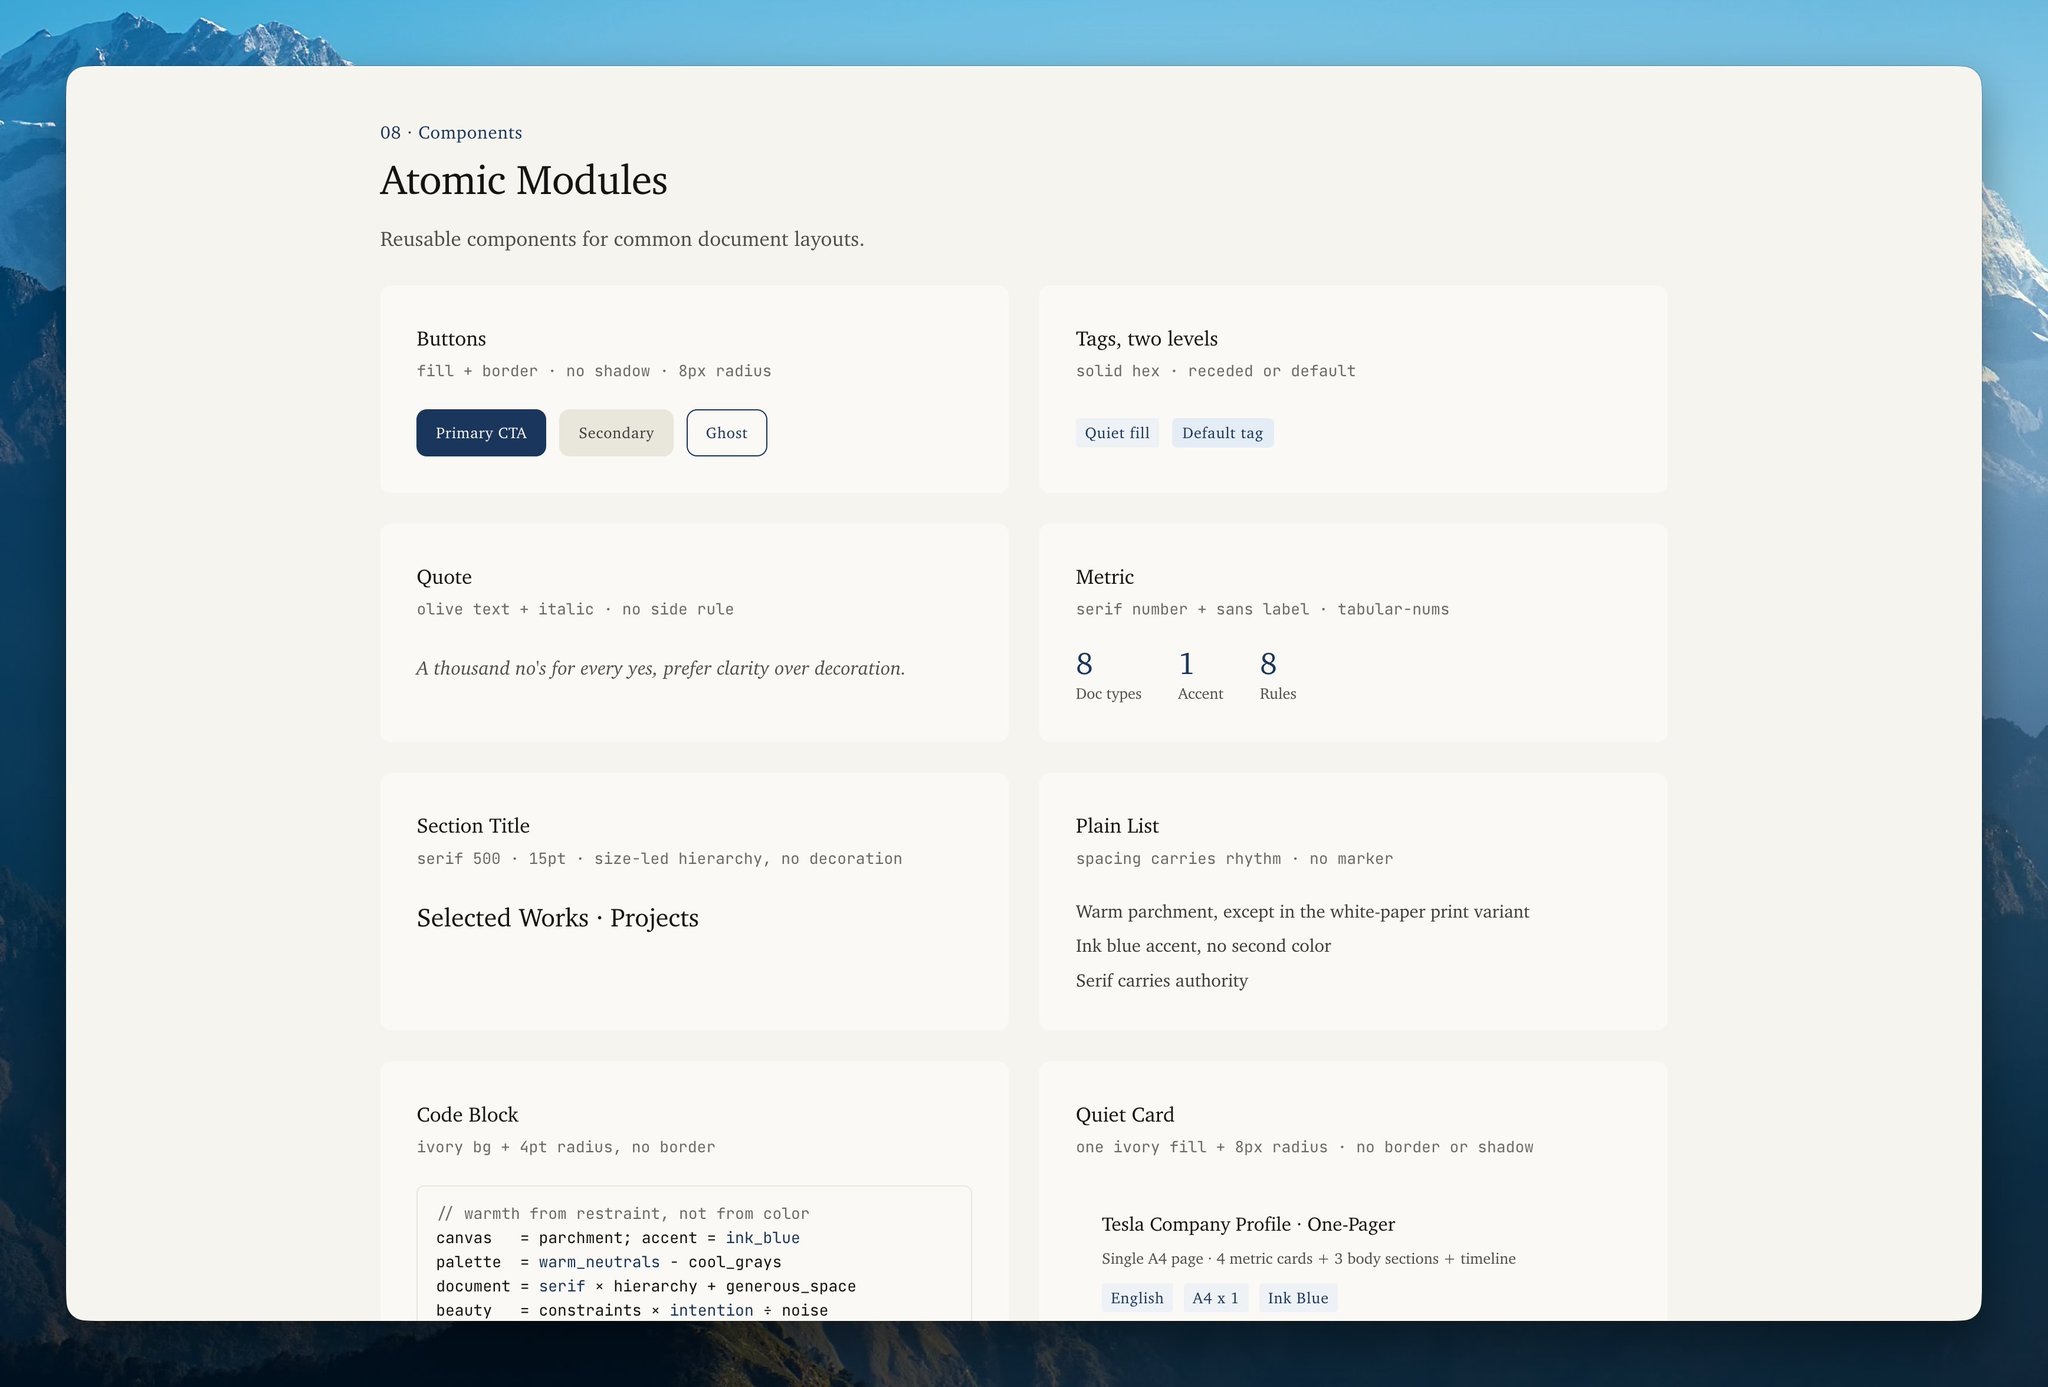 08 · Components
Atomic Modules
Reusable components for common document layouts.
Buttons
fill + border · no shadow · 8px radius
Primary CTA
Secondary
Ghost
Tags, two levels
solid hex · receded or default
Quiet fill
Default tag
Quote
olive text + italic · no side rule
A thousand no's for every yes, prefer clarity over decoration.
Metric
serif number + sans label · tabular-nums
8
Doc types
1
Accent
8
Rules
Section Title
serif 500 · 15pt · size-led hierarchy, no decoration
Selected Works · Projects
Plain List
spacing carries rhythm · no marker
Warm parchment, except in the white-paper print variant
Ink blue accent, no second color
Serif carries authority
Code Block
ivory bg + 4pt radius, no border
// warmth from restraint, not from color
canvas   = parchment; accent = ink_blue
palette  = warm_neutrals - cool_grays
document = serif × hierarchy + generous_space
beauty   = constraints × intention ÷ noise
Quiet Card
one ivory fill + 8px radius · no border or shadow
Tesla Company Profile · One-Pager
Single A4 page · 4 metric cards + 3 body sections + timeline
English
A4 x 1
Ink Blue